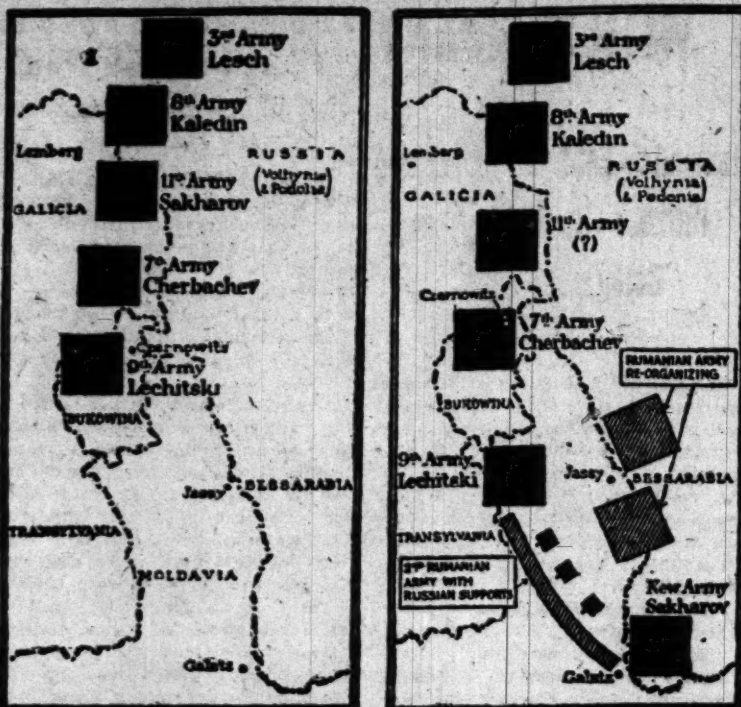 1
3rd Army
Lesch
8th Army
Kaledin
Lemberg
RUSSIA
(Volhynia
& Podolia)
11th Army
Sakharov
GALICIA
7th Army
Cherbachev
Czernowitz
9th Army
Lechitski
BUKOWINA
Jassy
BESSARABIA
TRANSYLVANIA
MOLDAVIA
Galatz
3rd Army
Lesch
8th Army
Kaledin
Lemberg
RUSSIA
(Volhynia
& Podonia)
GALICIA
11th Army
(?)
Czernowitz
7th Army
Cherbachev
RUMANIAN ARMY
RE-ORGANIZING
BUKOWINA
9th Army
Lechitski
Jassy
BESSARABIA
TRANSYLVANIA
2nd RUMANIAN
ARMY WITH
RUSSIAN SUPPORTS
New Army
Sakharov
Galatz